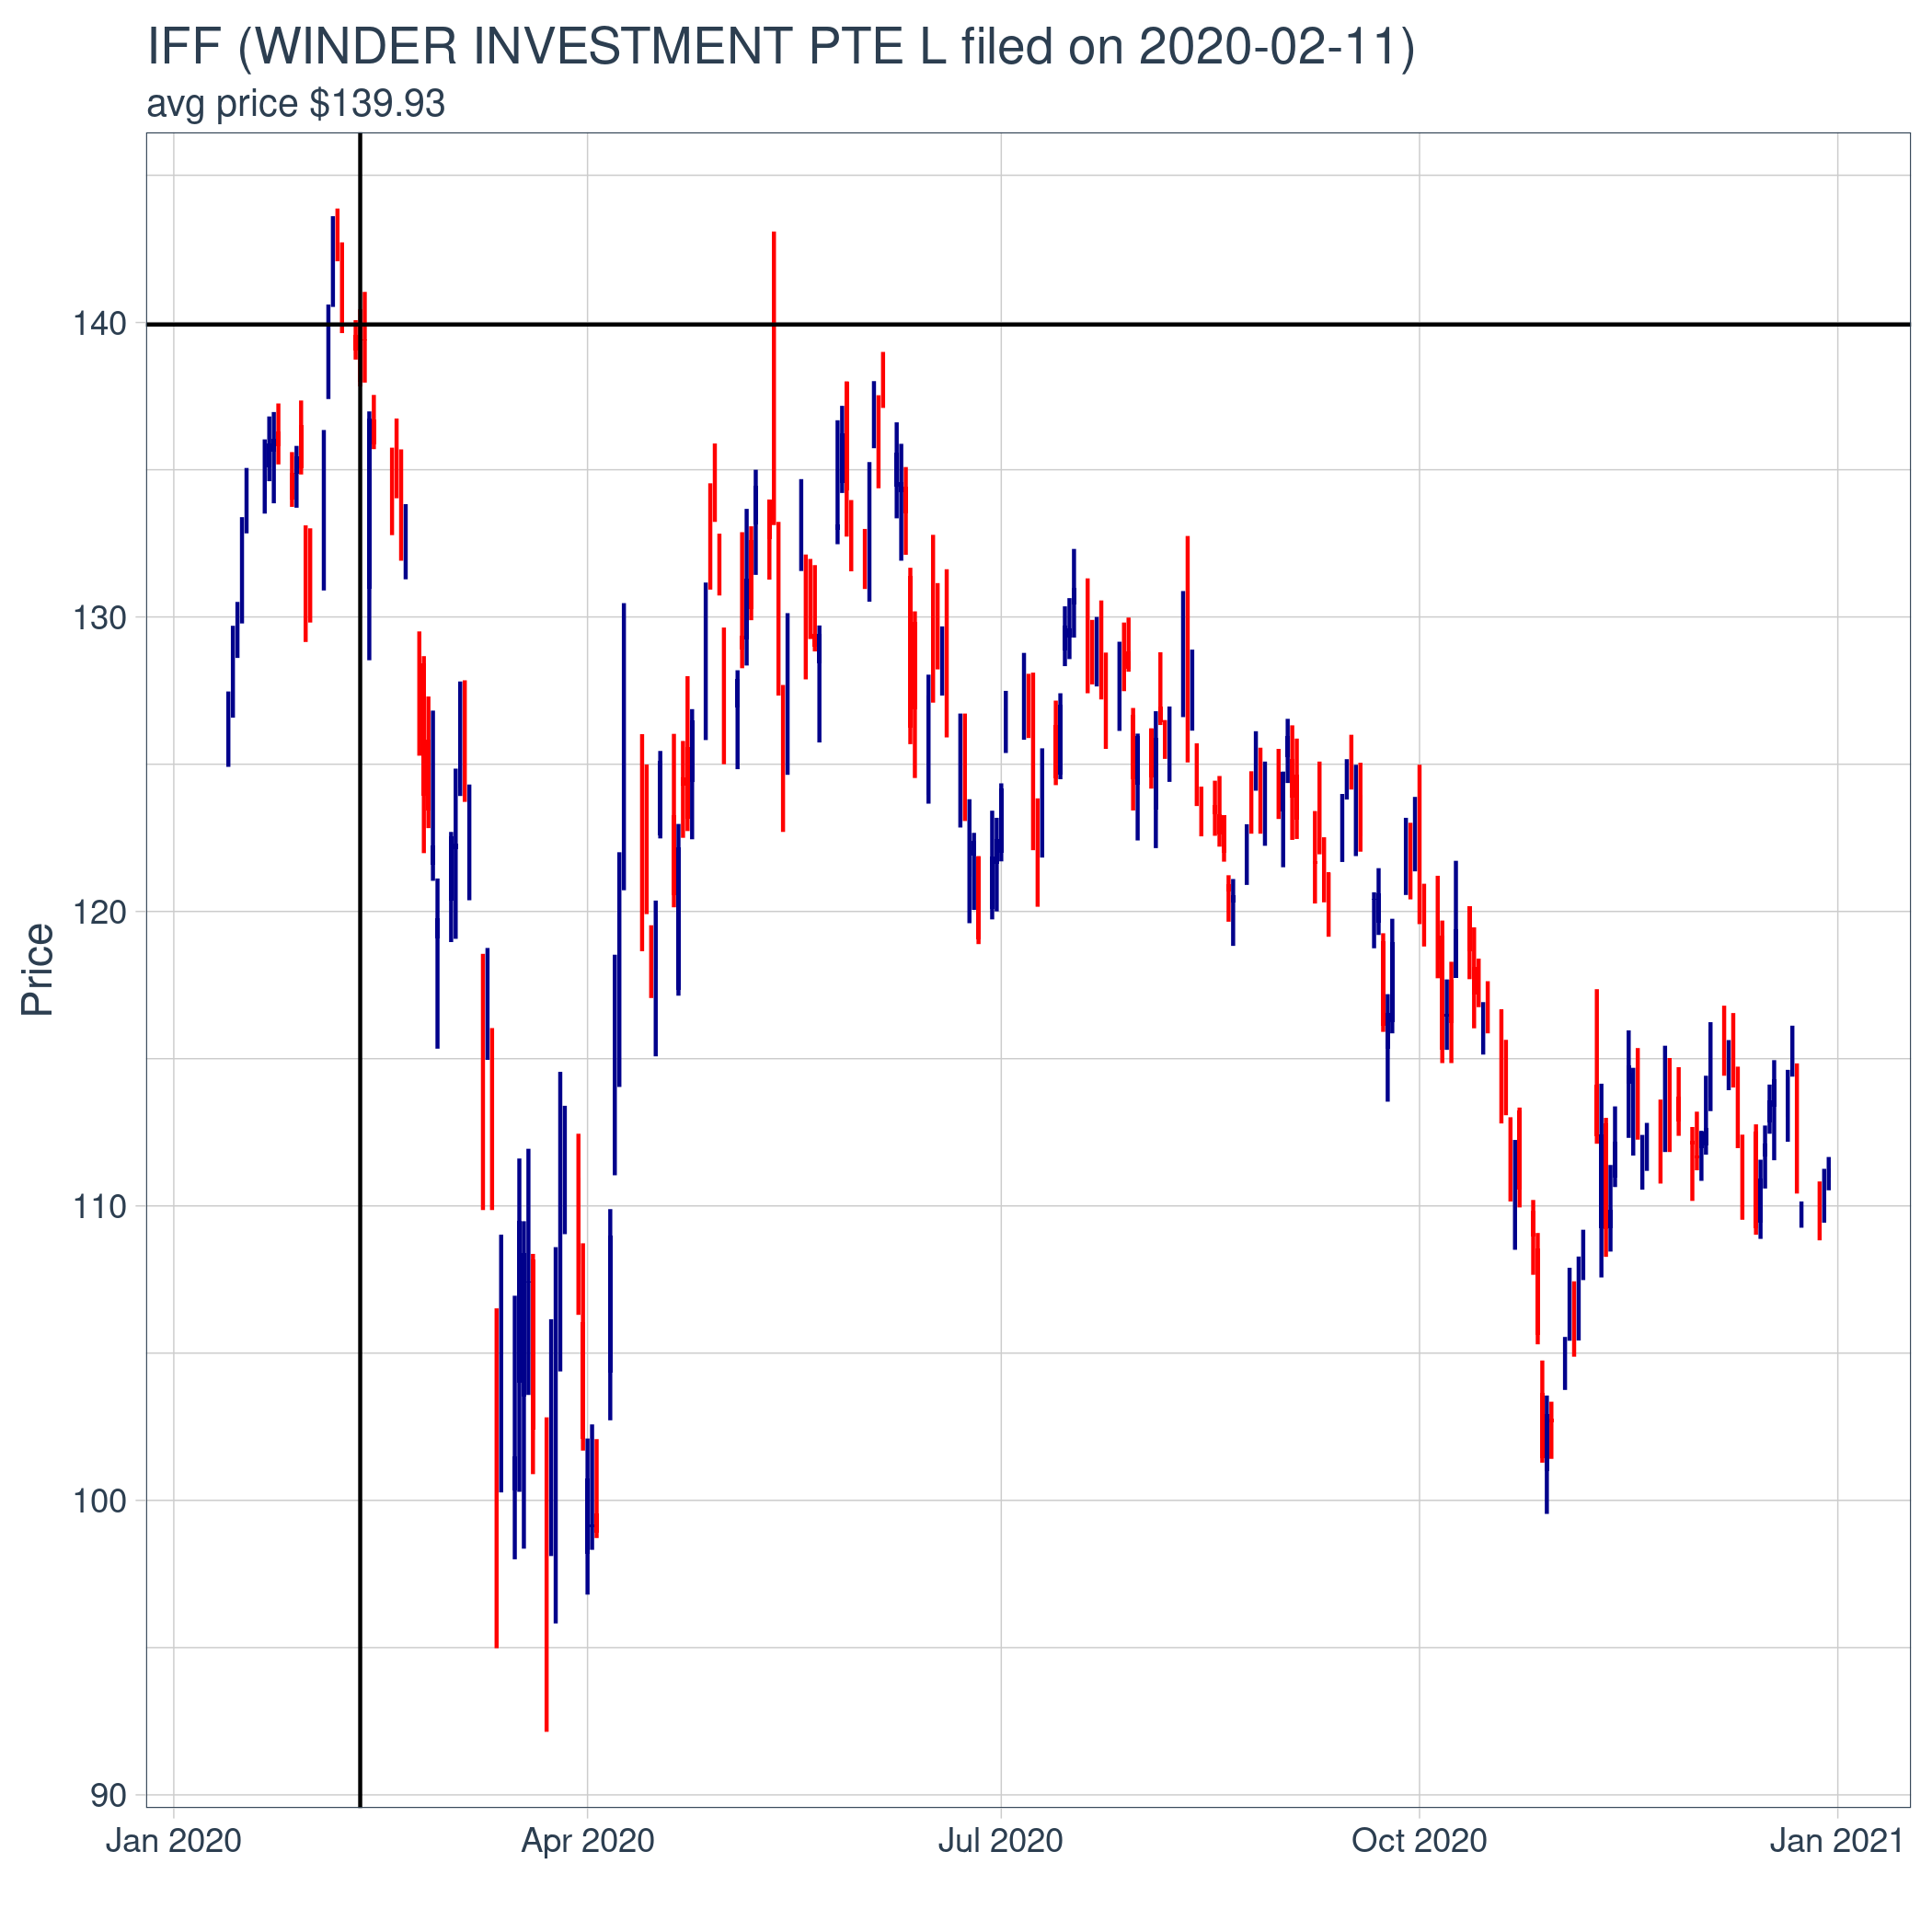 IFF (WINDER INVESTMENT PTE L filed on 2020-02-11)
avg price $139.93
140
130
120
110
100
90
Price
Jan 2020
Apr 2020
Jul 2020
Oct 2020
Jan 2021